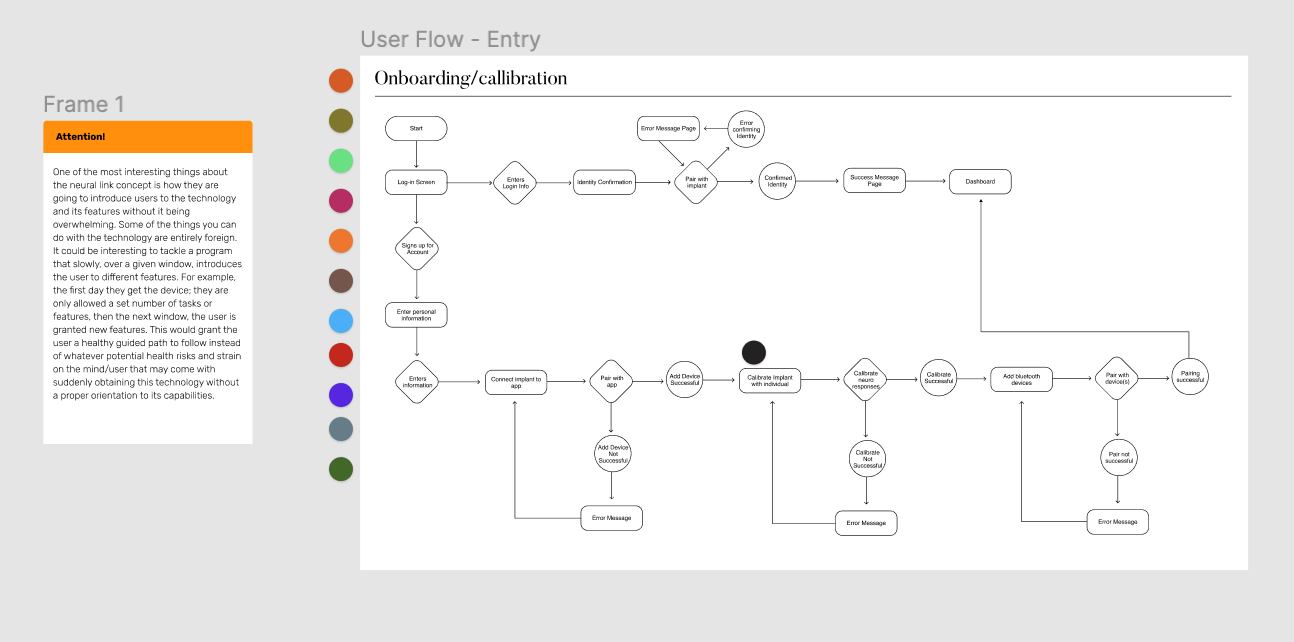 Frame 1
Attention!
One of the most interesting things about
the neural link concept is how they are
going to introduce users to the technology
and its features without it being
overwhelming. Some of the things you can
do with the technology are entirely foreign.
It could be interesting to tackle a program
that slowly, over a given window, introduces
the user to different features. For example,
the first day they get the device; they are
only allowed a set number of tasks or
features, then the next window, the user is
granted new features. This would grant the
user a healthy guided path to follow instead
of whatever potential health risks and strain
on the mind/user that may come with
suddenly obtaining this technology without
a proper orientation to its capabilities.
User Flow - Entry
Onboarding/callibration
Start
Error Message Page
Error
confirming
Identity
Log-in Screen
Enters
Login Info
Identity Confirmation
Pair with
implant
Confirmed
Identity
Success Message
Page
Dashboard
Signs up for
Account
Enter personal
information
Enters
information
Connect implant to
app
Pair with
app
Add Device
Successful
Calibrate implant
with individual
Calibrate
neuro
responses
Calibrate
Successful
Add bluetooth
devices
Pair with
device(s)
Pairing
successful
Add Device
Not
Successful
Calibrate
Not
Successful
Pair not
successful
Error Message
Error Message
Error Message